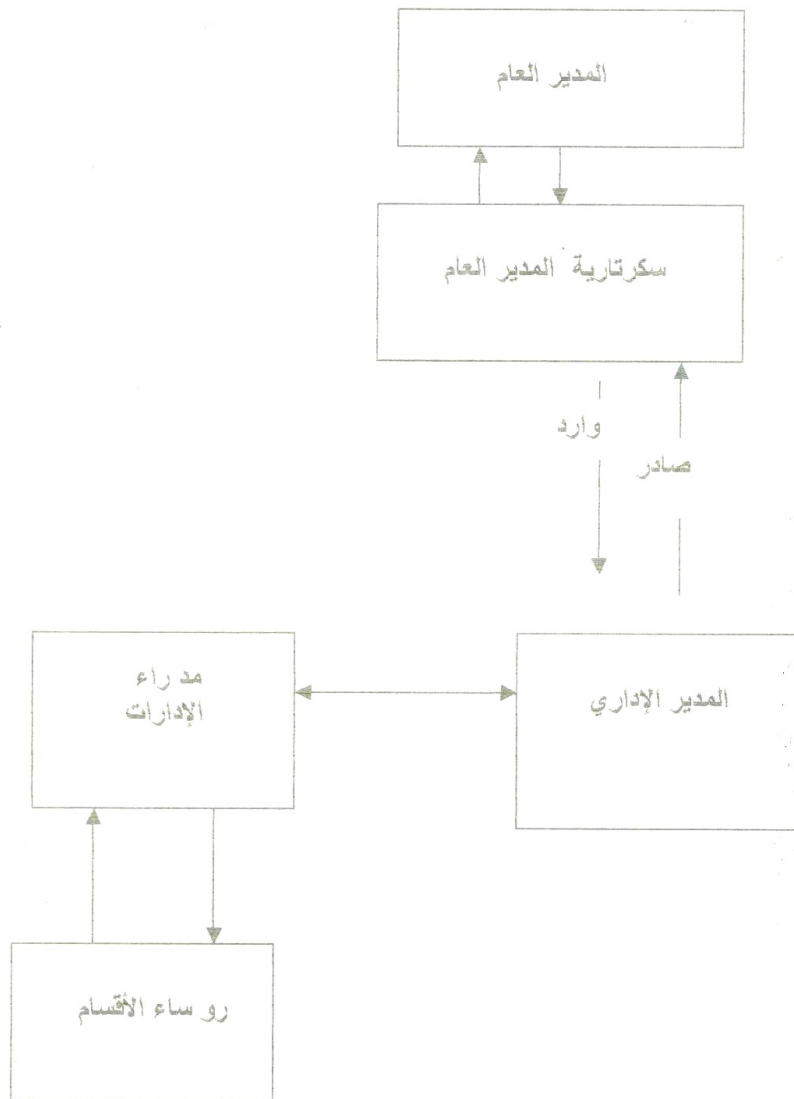 المدير العام
سكرتارية المدير العام
وارد
صادر
المدير الإداري
مد راء
الإدارات
رو ساء الأقسام